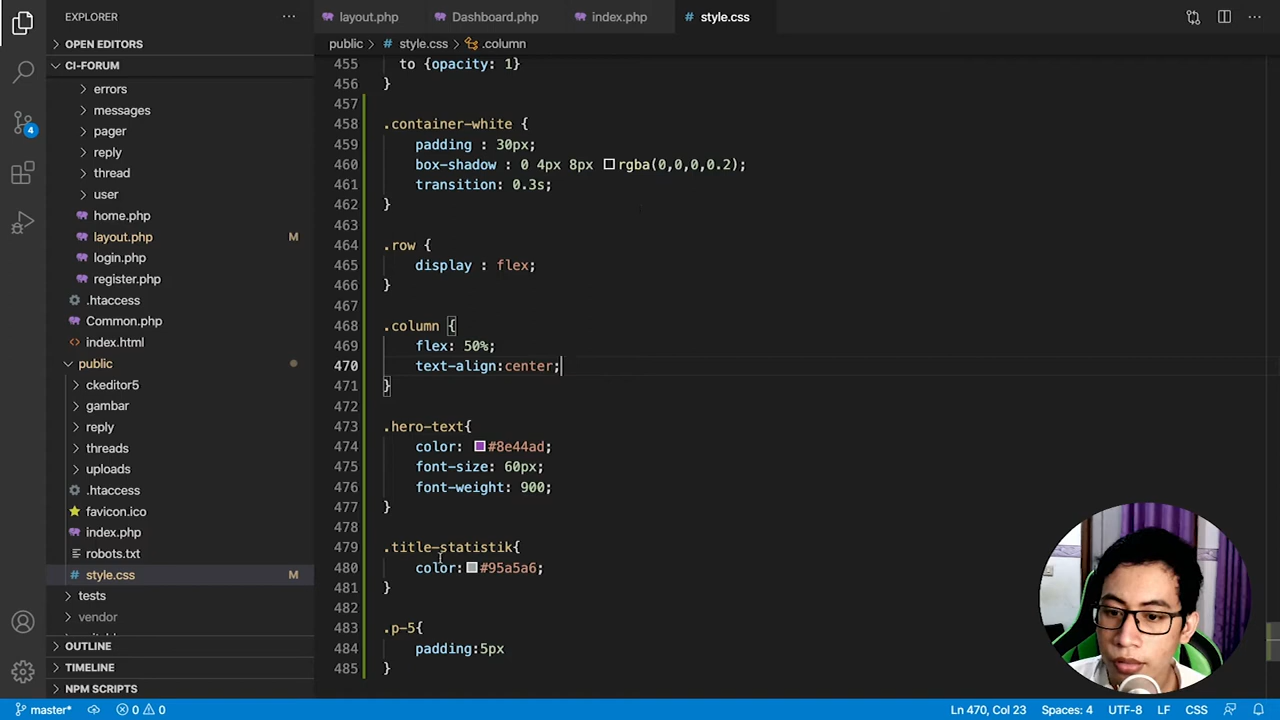 EXPLORER
layout.php
Dashboard.php
index.php
# style.css
OPEN EDITORS
public > # style.css > .column
CI-FORUM
errors
messages
pager
reply
thread
user
home.php
layout.php M
login.php
register.php
.htaccess
Common.php
<> index.html
public
ckeditor5
gambar
reply
threads
uploads
.htaccess
favicon.ico
index.php
robots.txt
# style.css M
tests
vendor
OUTLINE
TIMELINE
NPM SCRIPTS
4
455 to {opacity: 1}
456 }
457
458 .container-white {
459 padding : 30px;
460 box-shadow : 0 4px 8px rgba(0,0,0,0.2);
461 transition: 0.3s;
462 }
463
464 .row {
465 display : flex;
466 }
467
468 .column {
469 flex: 50%;
470 text-align:center;
471 }
472
473 .hero-text{
474 color: #8e44ad;
475 font-size: 60px;
476 font-weight: 900;
477 }
478
479 .title-statistik{
480 color: #95a5a6;
481 }
482
483 .p-5{
484 padding:5px
485 }
master* 0 0 Ln 470, Col 23 Spaces: 4 UTF-8 LF CSS